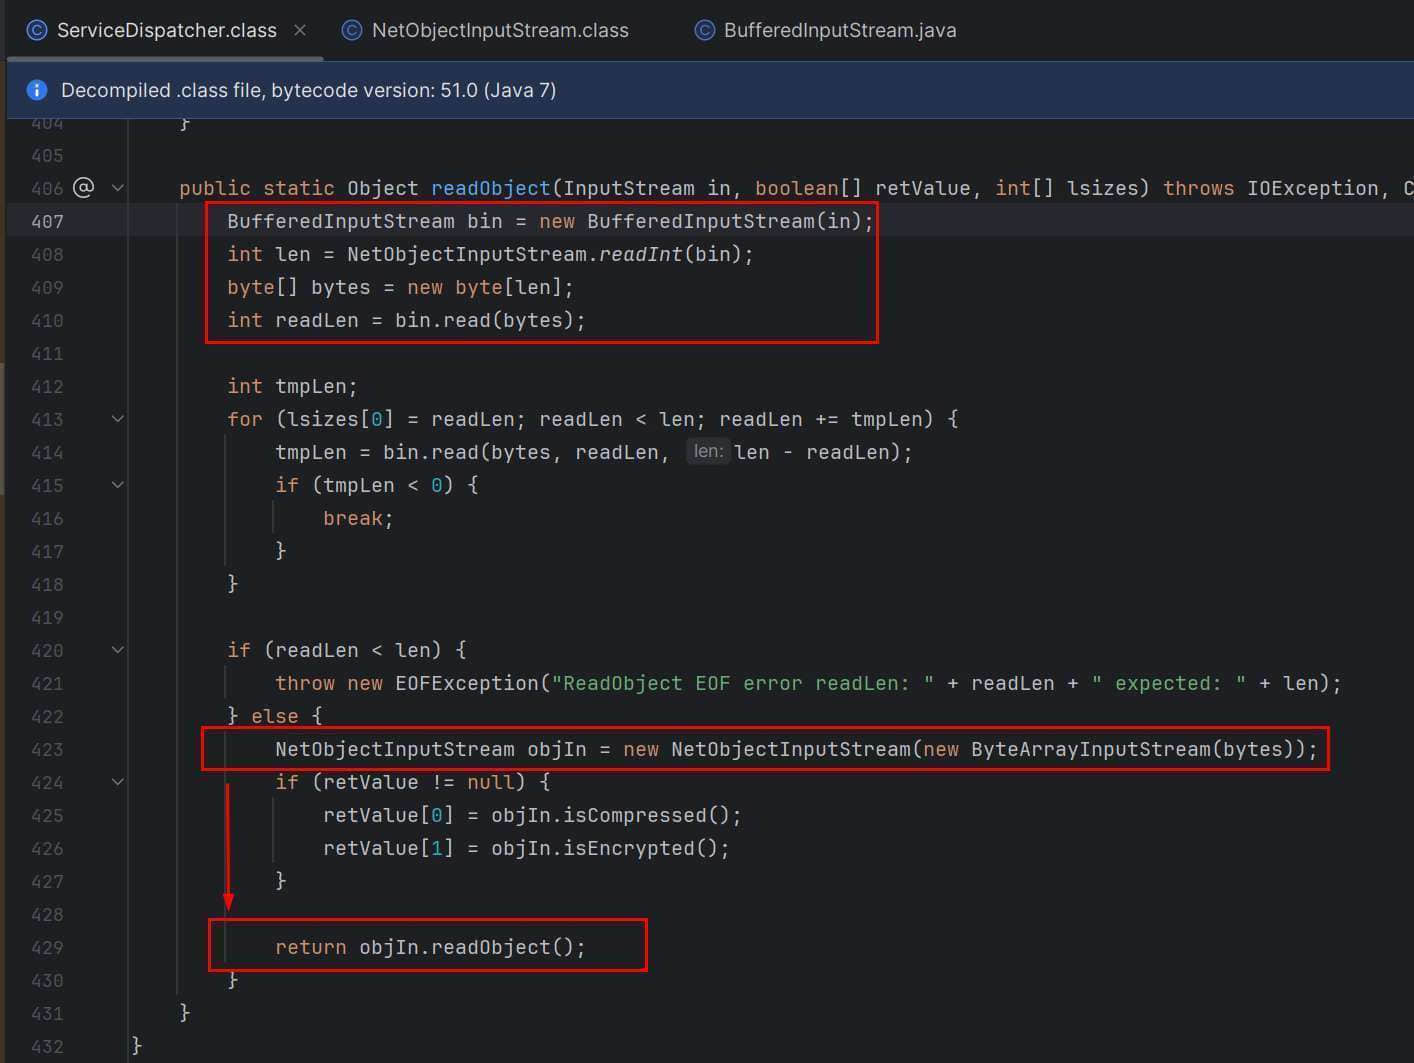 ServiceDispatcher.class NetObjectInputStream.class BufferedInputStream.java
Decompiled .class file, bytecode version: 51.0 (Java 7)
404 }
405
406 @ public static Object readObject(InputStream in, boolean[] retValue, int[] lsizes) throws IOException, C
407 BufferedInputStream bin = new BufferedInputStream(in);
408 int len = NetObjectInputStream.readInt(bin);
409 byte[] bytes = new byte[len];
410 int readLen = bin.read(bytes);
411
412 int tmpLen;
413 for (lsizes[0] = readLen; readLen < len; readLen += tmpLen) {
414 tmpLen = bin.read(bytes, readLen, len: len - readLen);
415 if (tmpLen < 0) {
416 break;
417 }
418 }
419
420 if (readLen < len) {
421 throw new EOFException("ReadObject EOF error readLen: " + readLen + " expected: " + len);
422 } else {
423 NetObjectInputStream objIn = new NetObjectInputStream(new ByteArrayInputStream(bytes));
424 if (retValue != null) {
425 retValue[0] = objIn.isCompressed();
426 retValue[1] = objIn.isEncrypted();
427 }
428
429 return objIn.readObject();
430 }
431 }
432 }